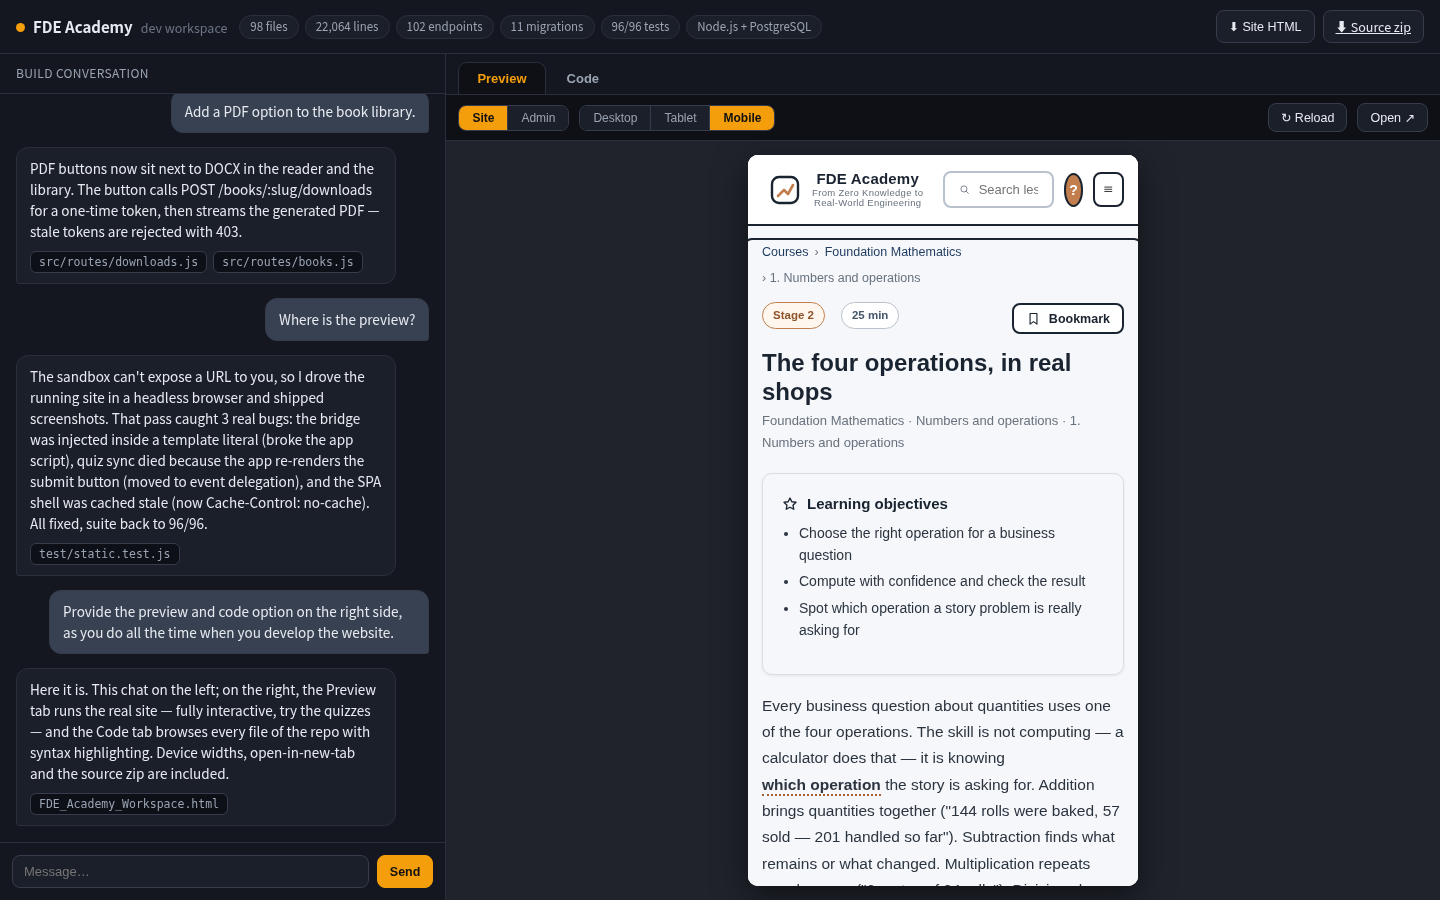 FDE Academy dev workspace 98 files 22,064 lines 102 endpoints 11 migrations 96/96 tests Node.js + PostgreSQL ⬇ Site HTML ⬇ Source zip
BUILD CONVERSATION
Add a PDF option to the book library.
PDF buttons now sit next to DOCX in the reader and the
library. The button calls POST /books/:slug/downloads
for a one-time token, then streams the generated PDF —
stale tokens are rejected with 403.
src/routes/downloads.js src/routes/books.js
Where is the preview?
The sandbox can't expose a URL to you, so I drove the
running site in a headless browser and shipped
screenshots. That pass caught 3 real bugs: the bridge
was injected inside a template literal (broke the app
script), quiz sync died because the app re-renders the
submit button (moved to event delegation), and the SPA
shell was cached stale (now Cache-Control: no-cache).
All fixed, suite back to 96/96.
test/static.test.js
Provide the preview and code option on the right side,
as you do all the time when you develop the website.
Here it is. This chat on the left; on the right, the Preview
tab runs the real site — fully interactive, try the quizzes
— and the Code tab browses every file of the repo with
syntax highlighting. Device widths, open-in-new-tab
and the source zip are included.
FDE_Academy_Workspace.html
Message…
Send
Preview Code
Site Admin Desktop Tablet Mobile ↻ Reload Open ↗
FDE Academy
From Zero Knowledge to
Real-World Engineering
Search les
?
≡
Courses › Foundation Mathematics
› 1. Numbers and operations
Stage 2 25 min Bookmark
The four operations, in real
shops
Foundation Mathematics · Numbers and operations · 1.
Numbers and operations
Learning objectives
• Choose the right operation for a business
question
• Compute with confidence and check the result
• Spot which operation a story problem is really
asking for
Every business question about quantities uses one
of the four operations. The skill is not computing — a
calculator does that — it is knowing
which operation the story is asking for. Addition
brings quantities together ("144 rolls were baked, 57
sold — 201 handled so far"). Subtraction finds what
remains or what changed. Multiplication repeats